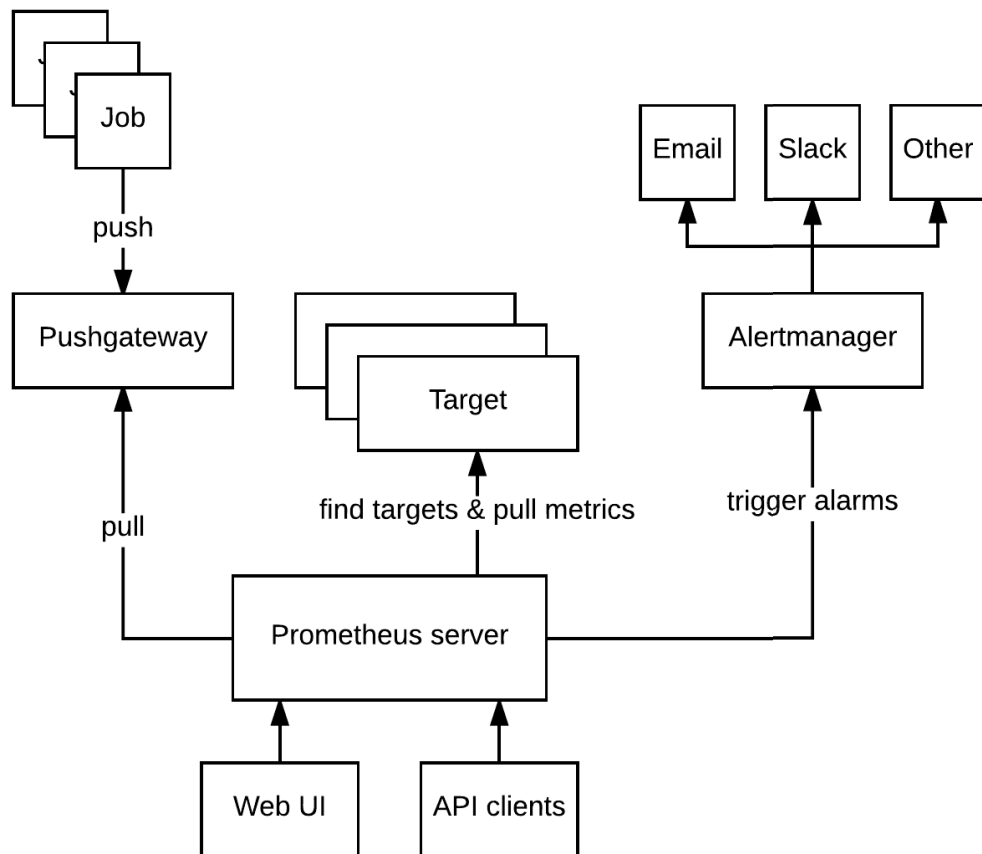 Job
Email
Slack
Other
push
Pushgateway
Target
Alertmanager
pull
find targets & pull metrics
trigger alarms
Prometheus server
Web UI
API clients